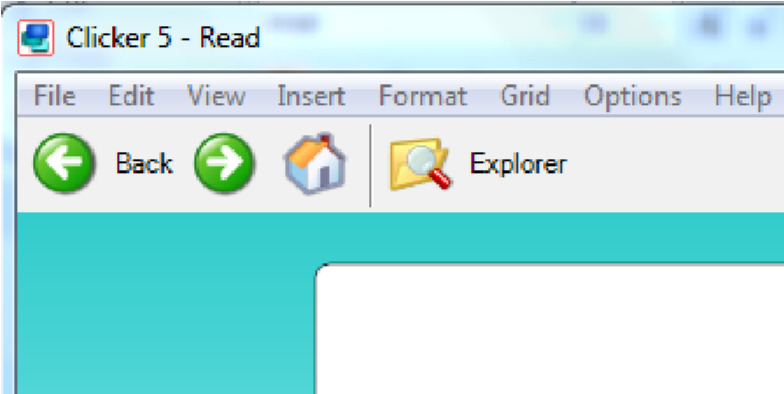 Clicker 5 - Read
File Edit View Insert Format Grid Options Help
Back Explorer